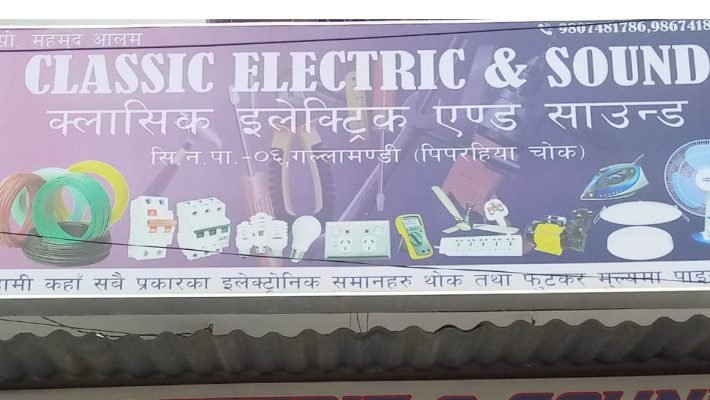 प्रो. महमद आलम
9807481786,9867418
CLASSIC ELECTRIC & SOUND
क्लासिक इलेक्ट्रिक एण्ड साउन्ड
सि.न.पा.-०६,गल्लामण्डी (पिपरहिया चोक)
हामी कहाँ सबै प्रकारका इलेक्ट्रोनिक समानहरु थोक तथा फुटकर मुल्यमा पाइ